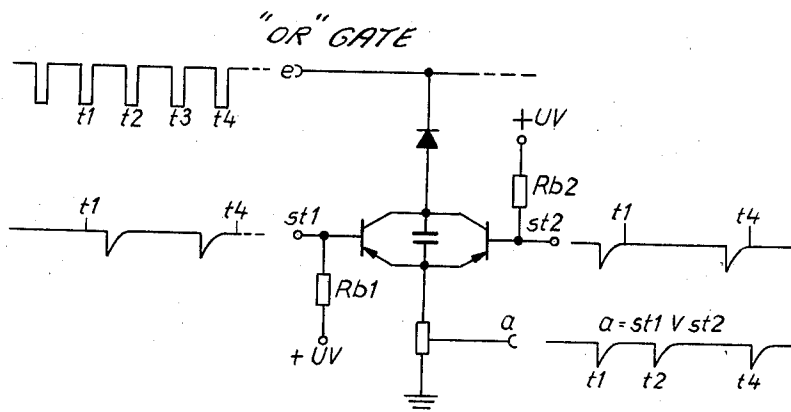 "OR" GATE
e
t1 t2 t3 t4
+UV
Rb2
t1
t4
st1
st2
t1
t4
Rb1
+UV
a
a = st1 V st2
t1 t2 t4